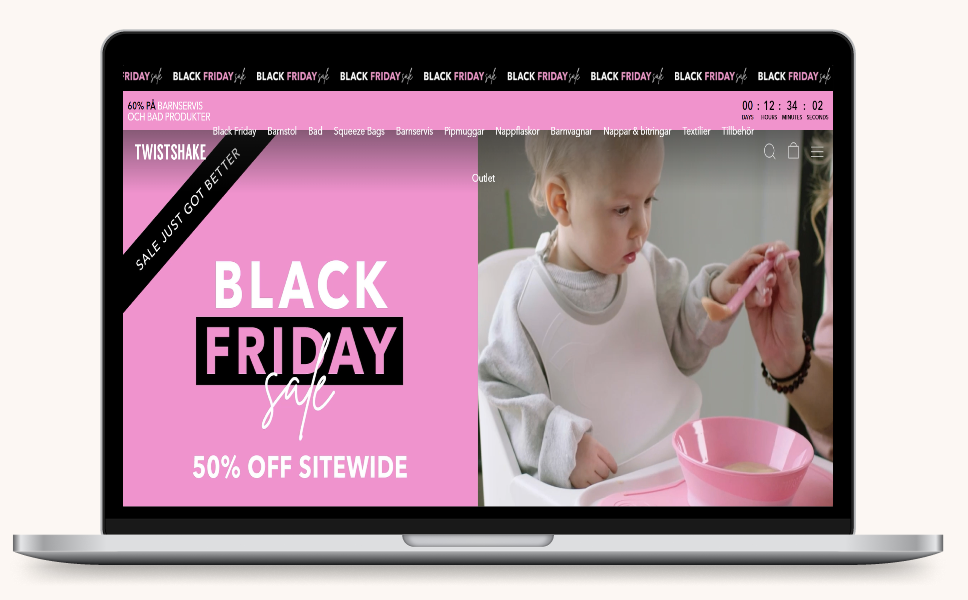 FRIDAY sale BLACK FRIDAY sale BLACK FRIDAY sale BLACK FRIDAY sale BLACK FRIDAY sale BLACK FRIDAY sale BLACK FRIDAY sale BLACK FRIDAY sale BLACK FRIDAY sale
60% PÅ BARNSERVIS
OCH BAD PRODUKTER
00 : 12 : 34 : 02
DAYS HOURS MINUTES SECONDS
Black Friday Barnstol Bad Squeeze Bags Barnservis Pipmuggar Nappflaskor Barnvagnar Nappar & bitringar Textilier Tillbehör
TWISTSHAKE
Outlet
SALE JUST GOT BETTER
BLACK
FRIDAY
sale
50% OFF SITEWIDE